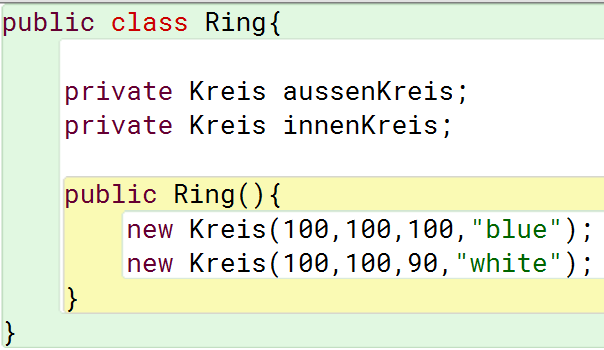 public class Ring{
private Kreis aussenKreis;
private Kreis innenKreis;
public Ring(){
new Kreis(100,100,100,"blue");
new Kreis(100,100,90,"white");
}
}